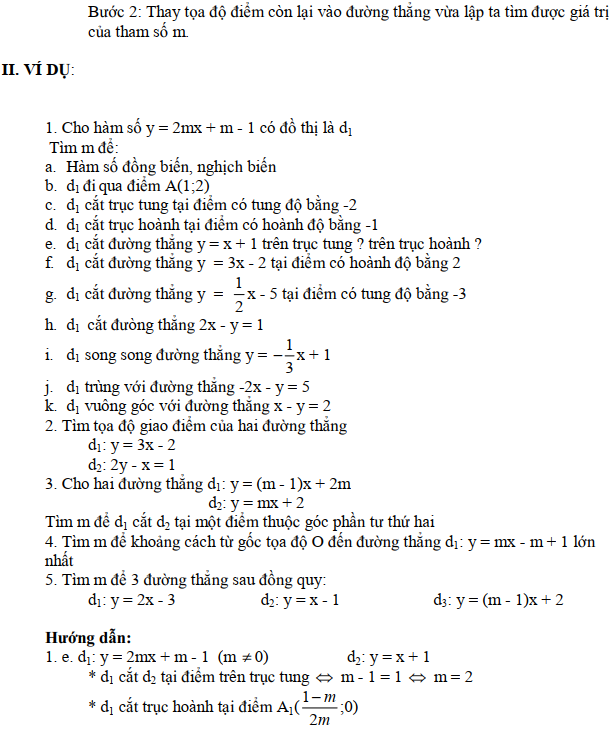 Bước 2: Thay tọa độ điểm còn lại vào đường thẳng vừa lập ta tìm được giá trị
của tham số m.
II. VÍ DỤ:
1. Cho hàm số y = 2mx + m - 1 có đồ thị là d₁
Tìm m để:
a. Hàm số đồng biến, nghịch biến
b. d₁ đi qua điểm A(1;2)
c. d₁ cắt trục tung tại điểm có tung độ bằng -2
d. d₁ cắt trục hoành tại điểm có hoành độ bằng -1
e. d₁ cắt đường thẳng y = x + 1 trên trục tung ? trên trục hoành ?
f. d₁ cắt đường thẳng y = 3x - 2 tại điểm có hoành độ bằng 2
g. d₁ cắt đường thẳng y = 1/2 x - 5 tại điểm có tung độ bằng -3
h. d₁ cắt đưòng thẳng 2x - y = 1
i. d₁ song song đường thẳng y = −1/3 x + 1
j. d₁ trùng với đường thẳng -2x - y = 5
k. d₁ vuông góc với đường thẳng x - y = 2
2. Tìm tọa độ giao điểm của hai đường thẳng
d₁: y = 3x - 2
d₂: 2y - x = 1
3. Cho hai đường thẳng d₁: y = (m - 1)x + 2m
d₂: y = mx + 2
Tìm m để d₁ cắt d₂ tại một điểm thuộc góc phần tư thứ hai
4. Tìm m để khoảng cách từ gốc tọa độ O đến đường thẳng d₁: y = mx - m + 1 lớn
nhất
5. Tìm m để 3 đường thẳng sau đồng quy:
d₁: y = 2x - 3 d₂: y = x - 1 d₃: y = (m - 1)x + 2
Hướng dẫn:
1. e. d₁: y = 2mx + m - 1 (m ≠ 0) d₂: y = x + 1
* d₁ cắt d₂ tại điểm trên trục tung ⇔ m - 1 = 1 ⇔ m = 2
* d₁ cắt trục hoành tại điểm A₁((1−m)/2m;0)